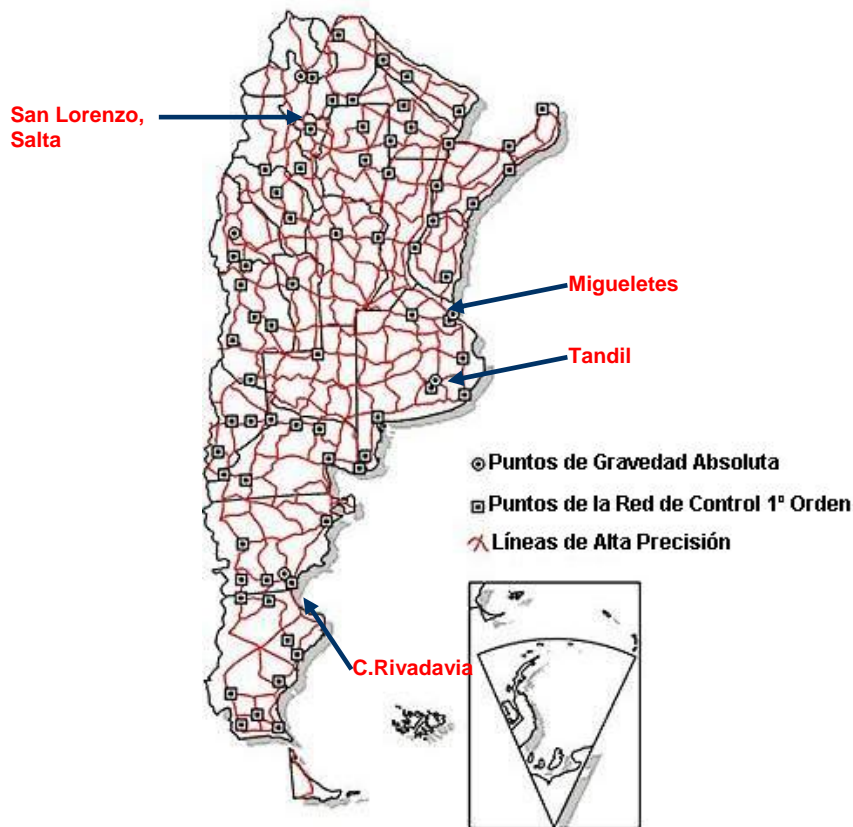 San Lorenzo,
Salta
Migueletes
Tandil
Puntos de Gravedad Absoluta
Puntos de la Red de Control 1º Orden
Líneas de Alta Precisión
C.Rivadavia